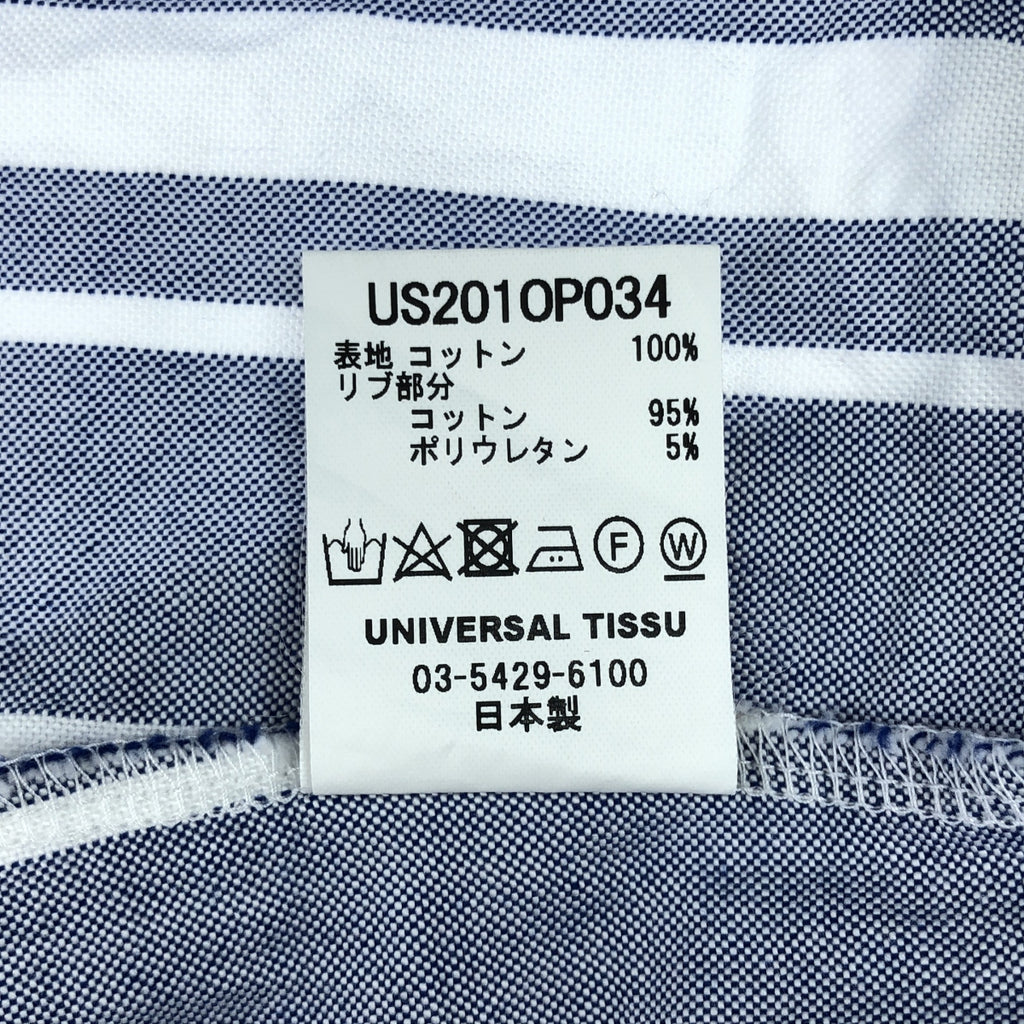 US201OP034
表地 コットン 100%
リブ部分
コットン 95%
ポリウレタン 5%
F W
UNIVERSAL TISSU
03-5429-6100
日本製